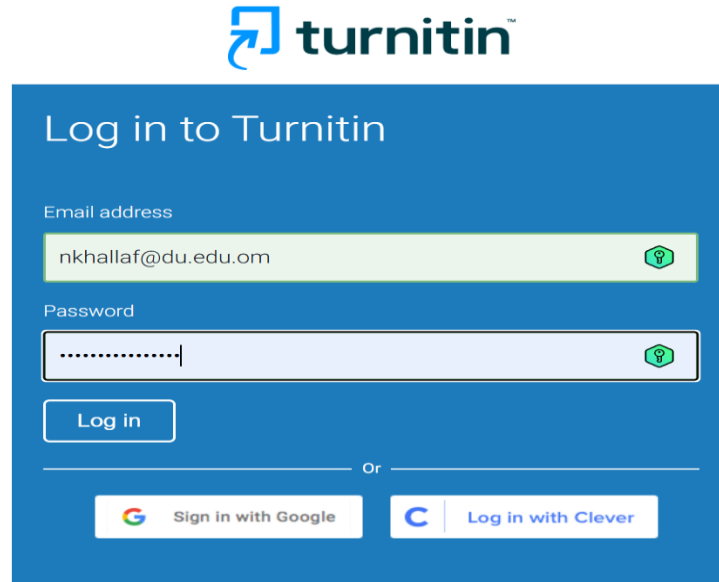 turnitin™
Log in to Turnitin
Email address
nkhallaf@du.edu.om
Password
••••••••••••••••
Log in
Or
Sign in with Google
C Log in with Clever